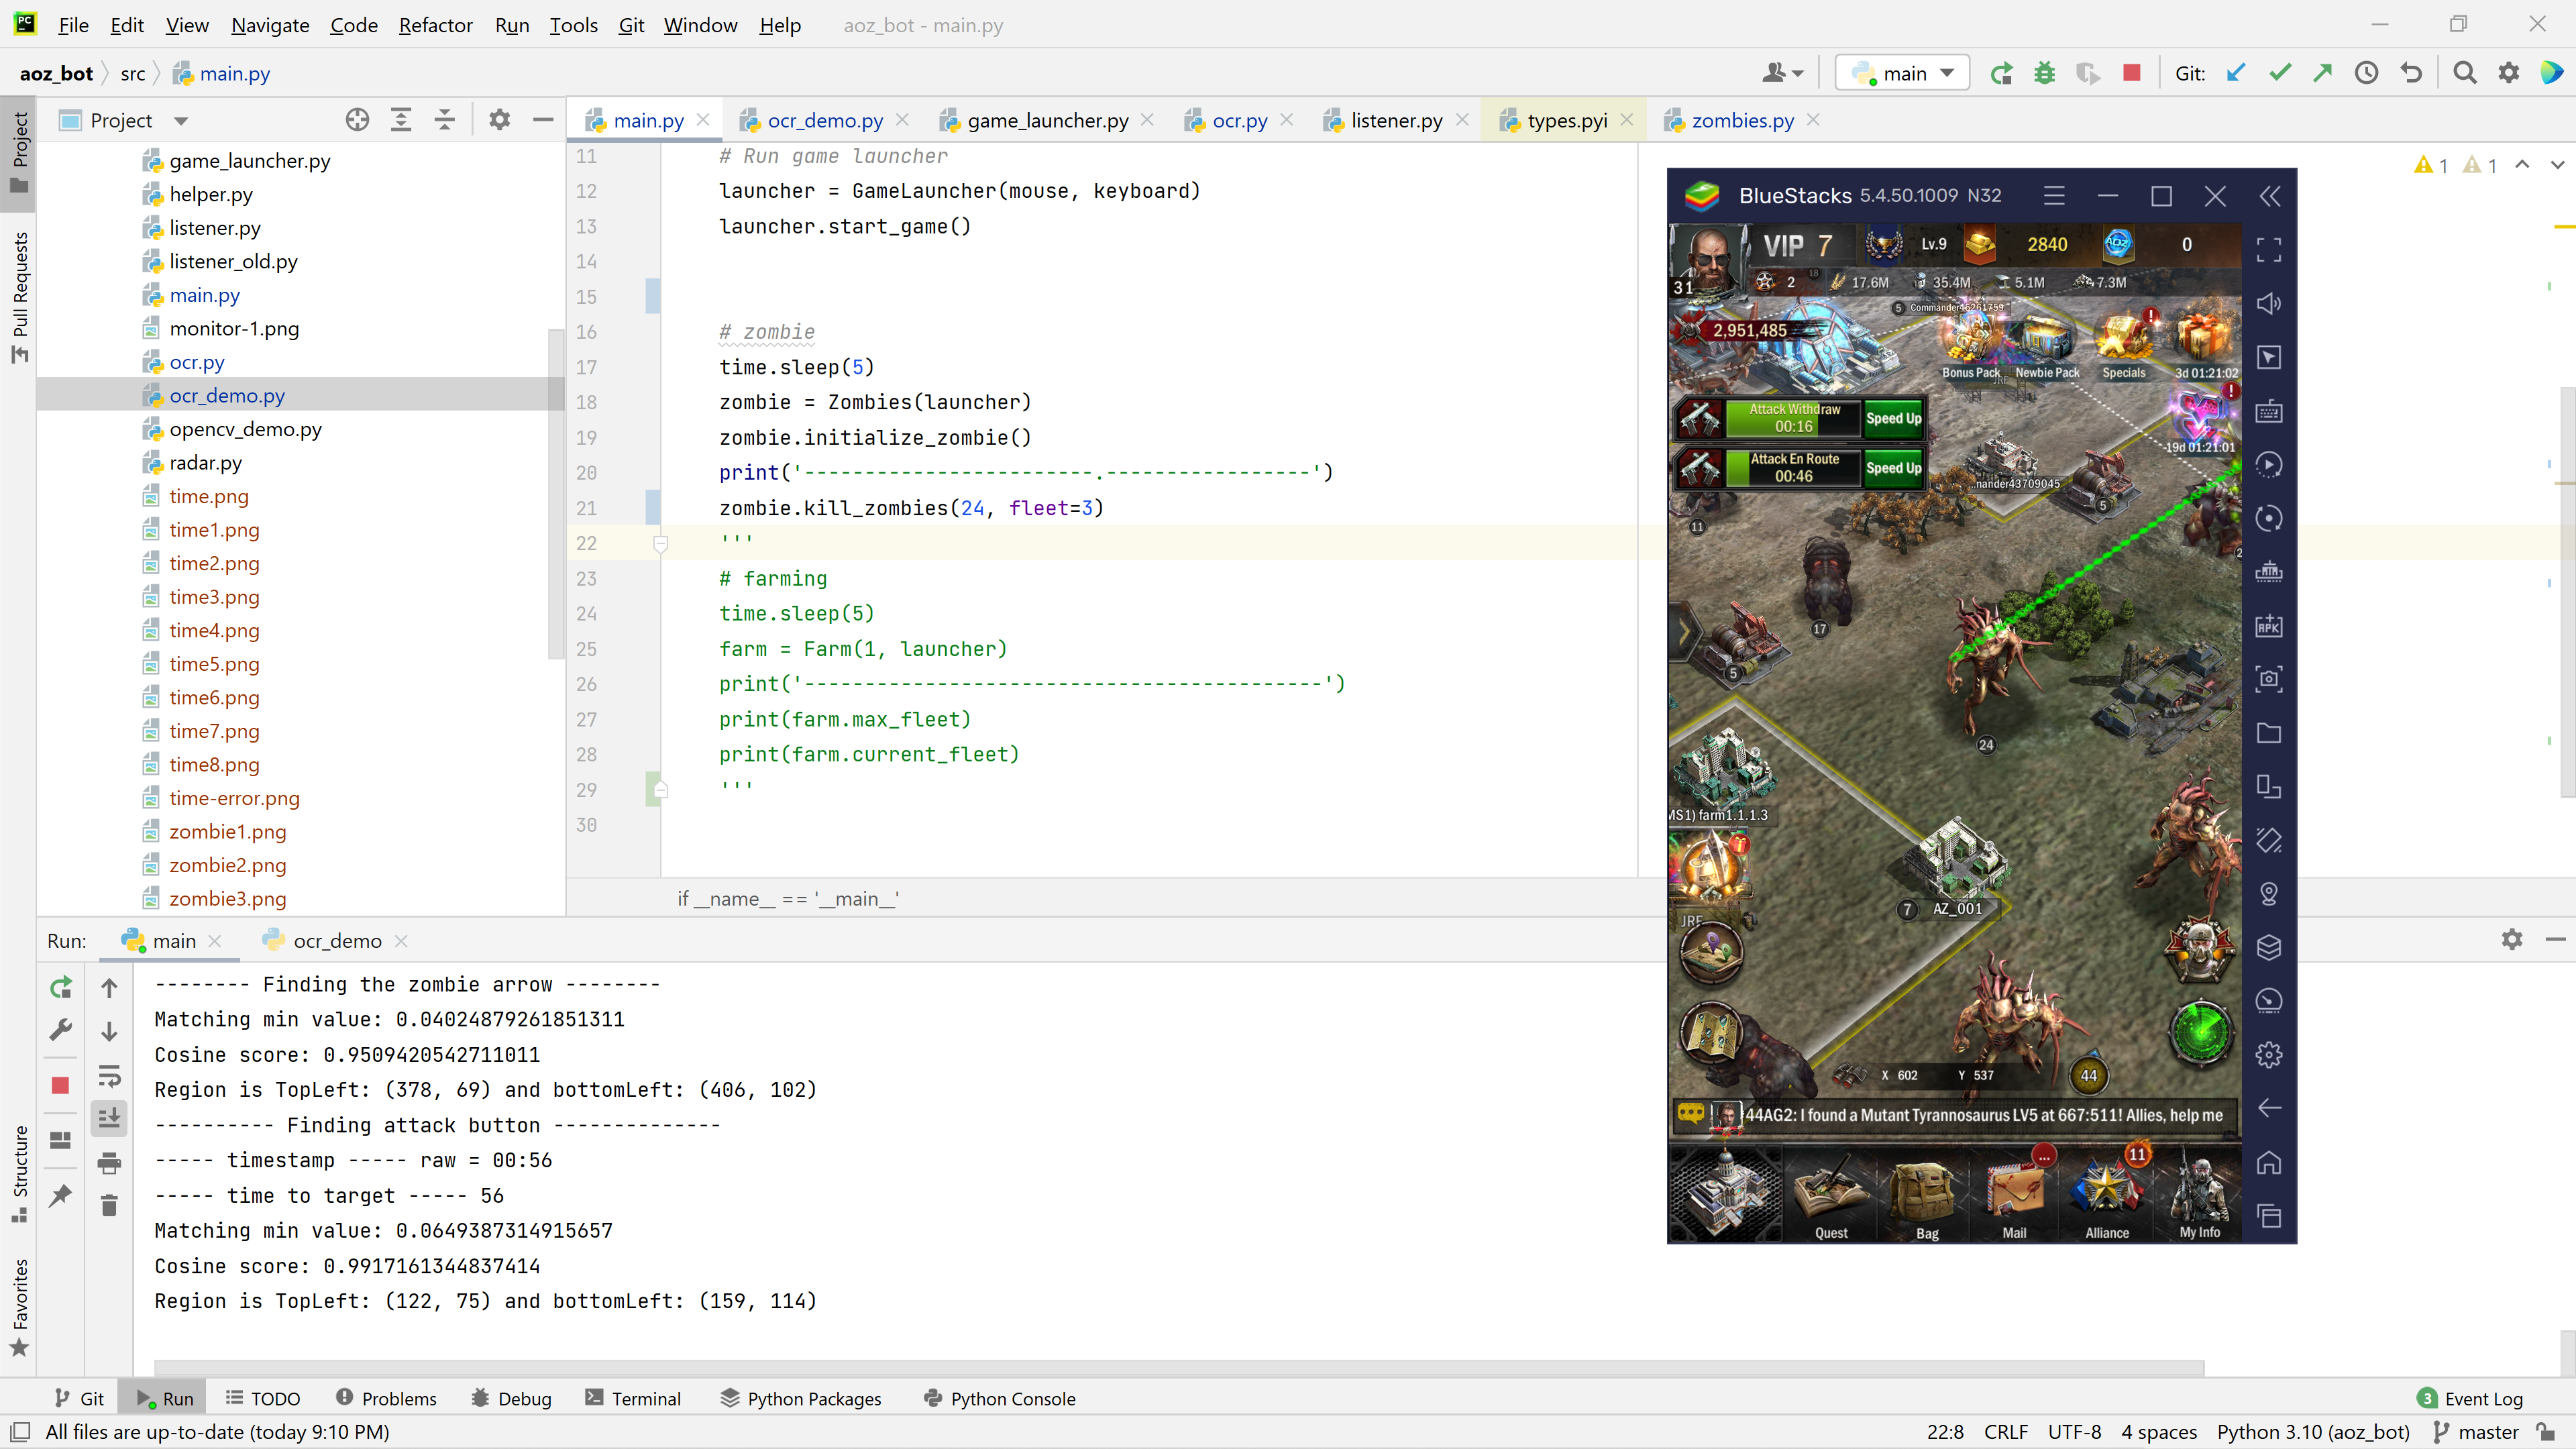 File Edit View Navigate Code Refactor Run Tools Git Window Help aoz_bot - main.py
aoz_bot src main.py main Git:
Project
main.py ocr_demo.py game_launcher.py ocr.py listener.py types.pyi zombies.py
Project
Pull Requests
Structure
Favorites
game_launcher.py
helper.py
listener.py
listener_old.py
main.py
monitor-1.png
ocr.py
ocr_demo.py
opencv_demo.py
radar.py
time.png
time1.png
time2.png
time3.png
time4.png
time5.png
time6.png
time7.png
time8.png
time-error.png
zombie1.png
zombie2.png
zombie3.png
1 1
11 # Run game launcher
12 launcher = GameLauncher(mouse, keyboard)
13 launcher.start_game()
14
15
16 # zombie
17 time.sleep(5)
18 zombie = Zombies(launcher)
19 zombie.initialize_zombie()
20 print('------------------------.-----------------')
21 zombie.kill_zombies(24, fleet=3)
22 '''
23 # farming
24 time.sleep(5)
25 farm = Farm(1, launcher)
26 print('-------------------------------------------')
27 print(farm.max_fleet)
28 print(farm.current_fleet)
29 '''
30
if __name__ == '__main__'
BlueStacks 5.4.50.1009 N32
VIP 7 Lv.9 2840 0
31 2 18 17.6M 35.4M 5.1M 7.3M
5 Commander46261759
2,951,485
Bonus Pack Newbie Pack Specials 3d 01:21:02
JRF
Attack Withdraw
00:16
Speed Up
19d 01:21:01
Attack En Route
00:46
Speed Up
nander43709045
5
11
17
5
24
MS1) farm1.1.1.3
7 AZ_001
JRF
X 602 Y 537
44
44AG2: I found a Mutant Tyrannosaurus LV5 at 667:511! Allies, help me
... 11
Quest Bag Mail Alliance My Info
Run: main ocr_demo
-------- Finding the zombie arrow --------
Matching min value: 0.04024879261851311
Cosine score: 0.9509420542711011
Region is TopLeft: (378, 69) and bottomLeft: (406, 102)
---------- Finding attack button --------------
----- timestamp ----- raw = 00:56
----- time to target ----- 56
Matching min value: 0.0649387314915657
Cosine score: 0.9917161344837414
Region is TopLeft: (122, 75) and bottomLeft: (159, 114)
Git Run TODO Problems Debug Terminal Python Packages Python Console 3 Event Log
All files are up-to-date (today 9:10 PM) 22:8 CRLF UTF-8 4 spaces Python 3.10 (aoz_bot) master